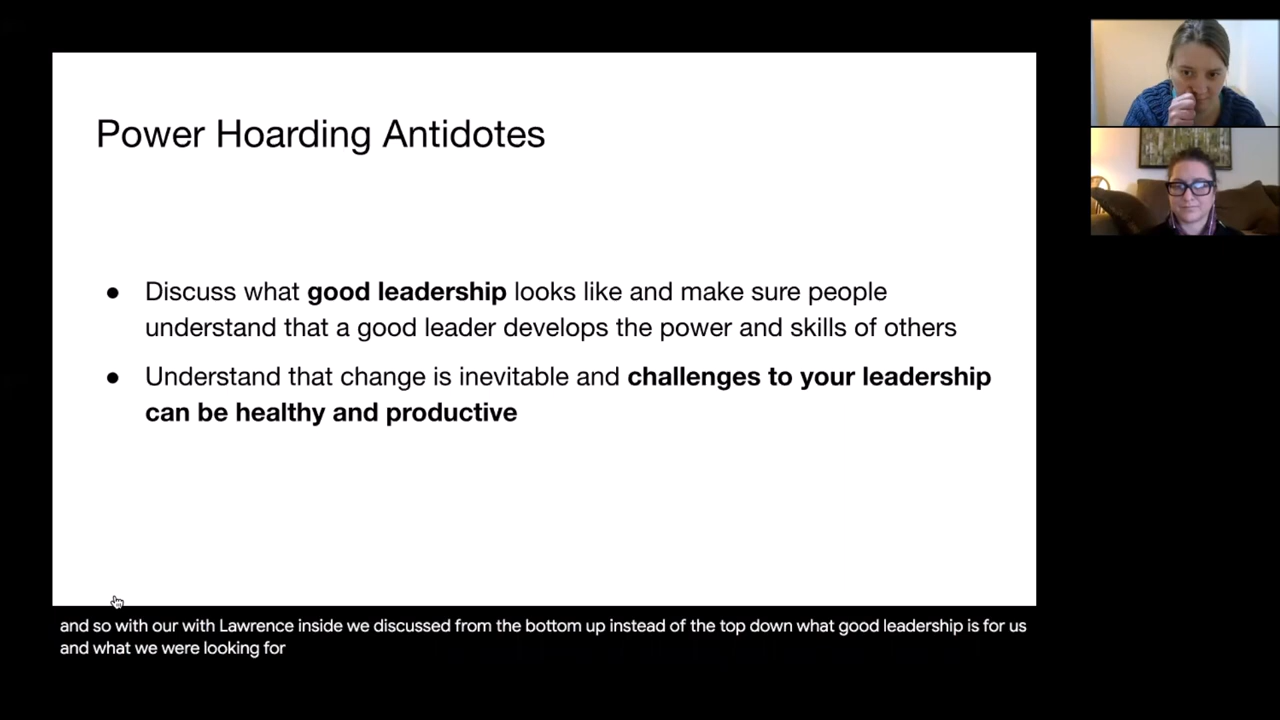 Power Hoarding Antidotes
● Discuss what good leadership looks like and make sure people
understand that a good leader develops the power and skills of others
● Understand that change is inevitable and challenges to your leadership
can be healthy and productive
and so with our with Lawrence inside we discussed from the bottom up instead of the top down what good leadership is for us
and what we were looking for